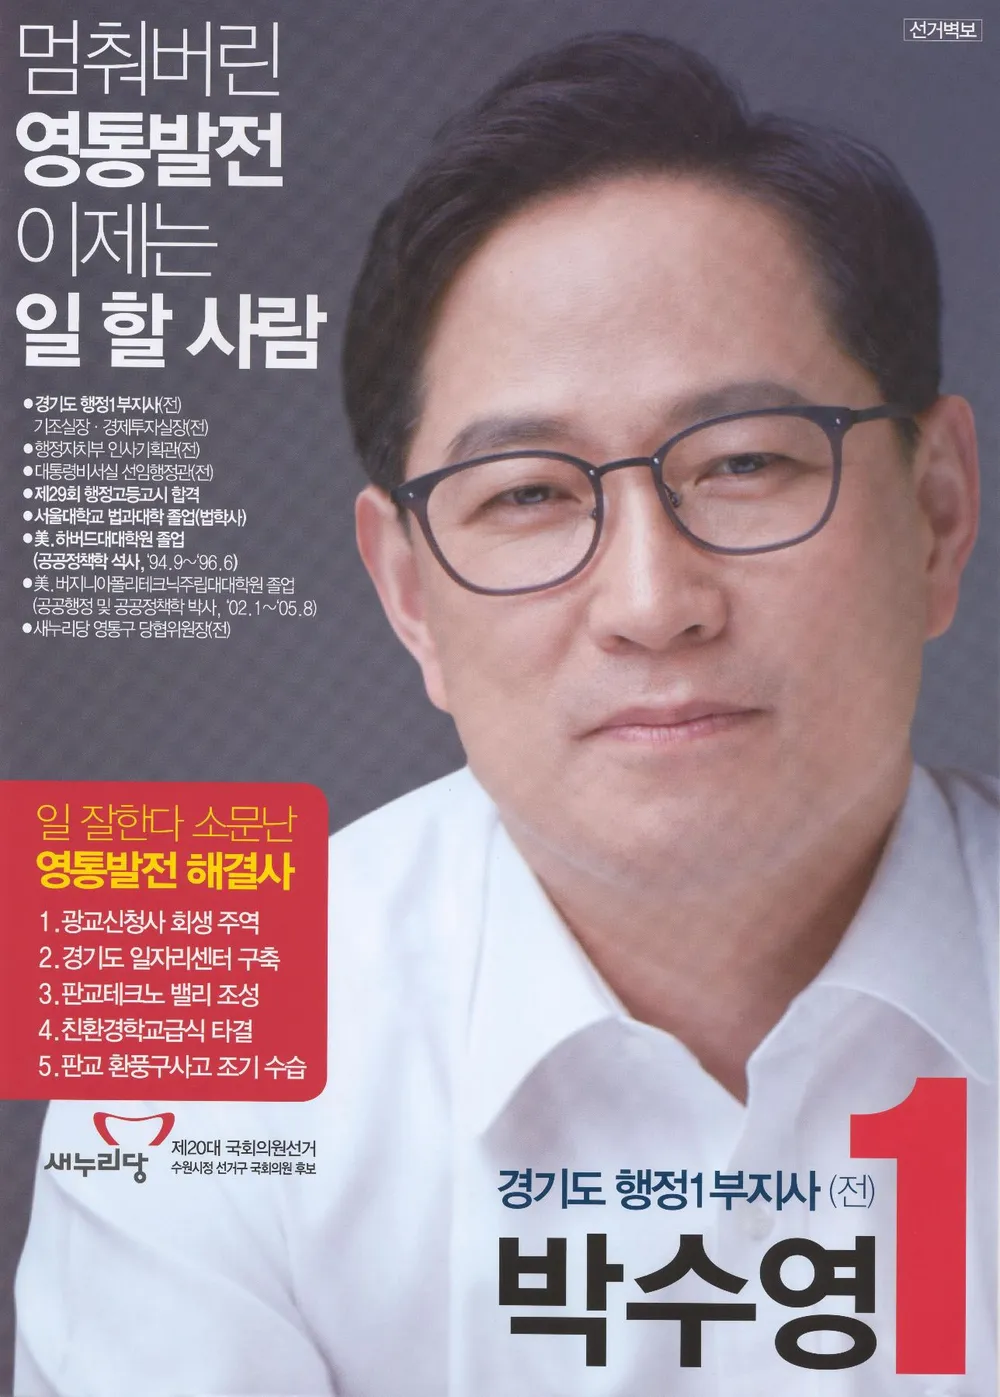 선거벽보
멈춰버린
영통발전
이제는
일 할 사람
●경기도 행정1부지사(전)
기조실장 · 경제투자실장(전)
●행정자치부 인사기획관(전)
●대통령비서실 선임행정관(전)
●제29회 행정고등고시 합격
●서울대학교 법과대학 졸업(법학사)
●美. 하버드대대학원 졸업
(공공정책학 석사, '94.9~'96.6)
●美. 버지니아폴리테크닉주립대대학원 졸업
(공공행정 및 공공정책학 박사, '02.1~'05.8)
●새누리당 영통구 당협위원장(전)
일 잘한다 소문난
영통발전 해결사
1.광교신청사 회생 주역
2.경기도 일자리센터 구축
3.판교테크노 밸리 조성
4.친환경학교급식 타결
5.판교 환풍구사고 조기 수습
새누리당
제20대 국회의원선거
수원시정 선거구 국회의원 후보
경기도 행정1부지사 (전)
박수영
1